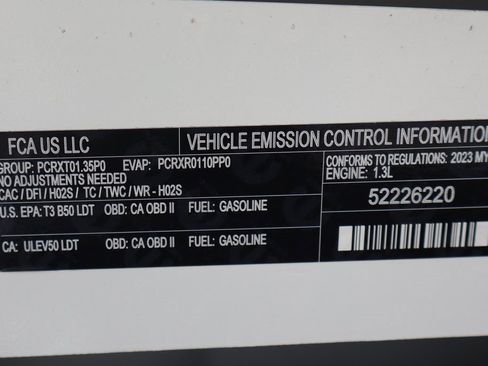 FCA US LLC
VEHICLE EMISSION CONTROL INFORMATION
GROUP: PCRXT01.35P0 EVAP: PCRXR0110PP0
NO ADJUSTMENTS NEEDED
CAC / DFI / H02S / TC / TWC / WR - H02S
U.S. EPA: T3 B50 LDT OBD: CA OBD II FUEL: GASOLINE
CA: ULEV50 LDT OBD: CA OBD II FUEL: GASOLINE
CONFORMS TO REGULATIONS: 2023 MY
ENGINE: 1.3L
52226220